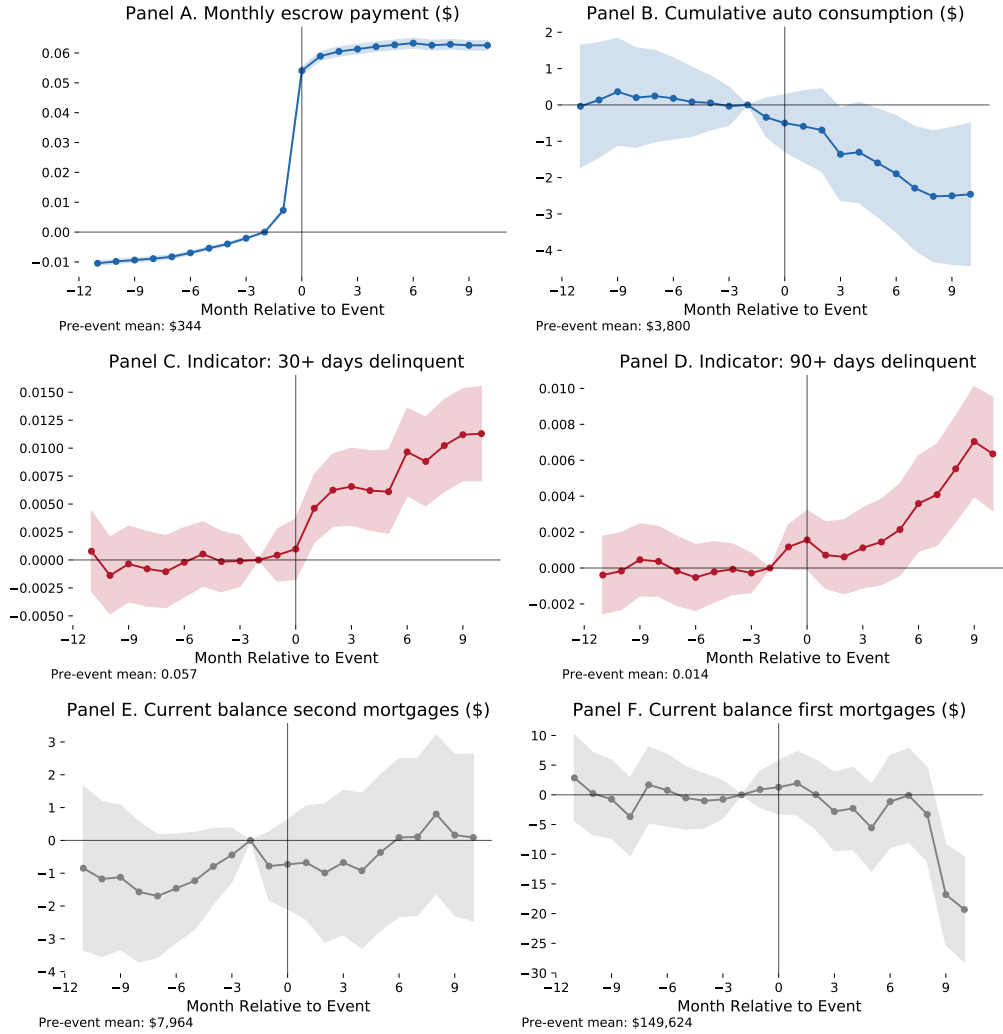 Panel A. Monthly escrow payment ($)
0.06
0.05
0.04
0.03
0.02
0.01
0.00
−0.01
−12 −9 −6 −3 0 3 6 9
Month Relative to Event
Pre-event mean: $344
Panel B. Cumulative auto consumption ($)
2
1
0
−1
−2
−3
−4
−12 −9 −6 −3 0 3 6 9
Month Relative to Event
Pre-event mean: $3,800
Panel C. Indicator: 30+ days delinquent
0.0150
0.0125
0.0100
0.0075
0.0050
0.0025
0.0000
−0.0025
−0.0050
−12 −9 −6 −3 0 3 6 9
Month Relative to Event
Pre-event mean: 0.057
Panel D. Indicator: 90+ days delinquent
0.010
0.008
0.006
0.004
0.002
0.000
−0.002
−12 −9 −6 −3 0 3 6 9
Month Relative to Event
Pre-event mean: 0.014
Panel E. Current balance second mortgages ($)
3
2
1
0
−1
−2
−3
−4
−12 −9 −6 −3 0 3 6 9
Month Relative to Event
Pre-event mean: $7,964
Panel F. Current balance first mortgages ($)
10
5
0
−5
−10
−15
−20
−25
−30
−12 −9 −6 −3 0 3 6 9
Month Relative to Event
Pre-event mean: $149,624